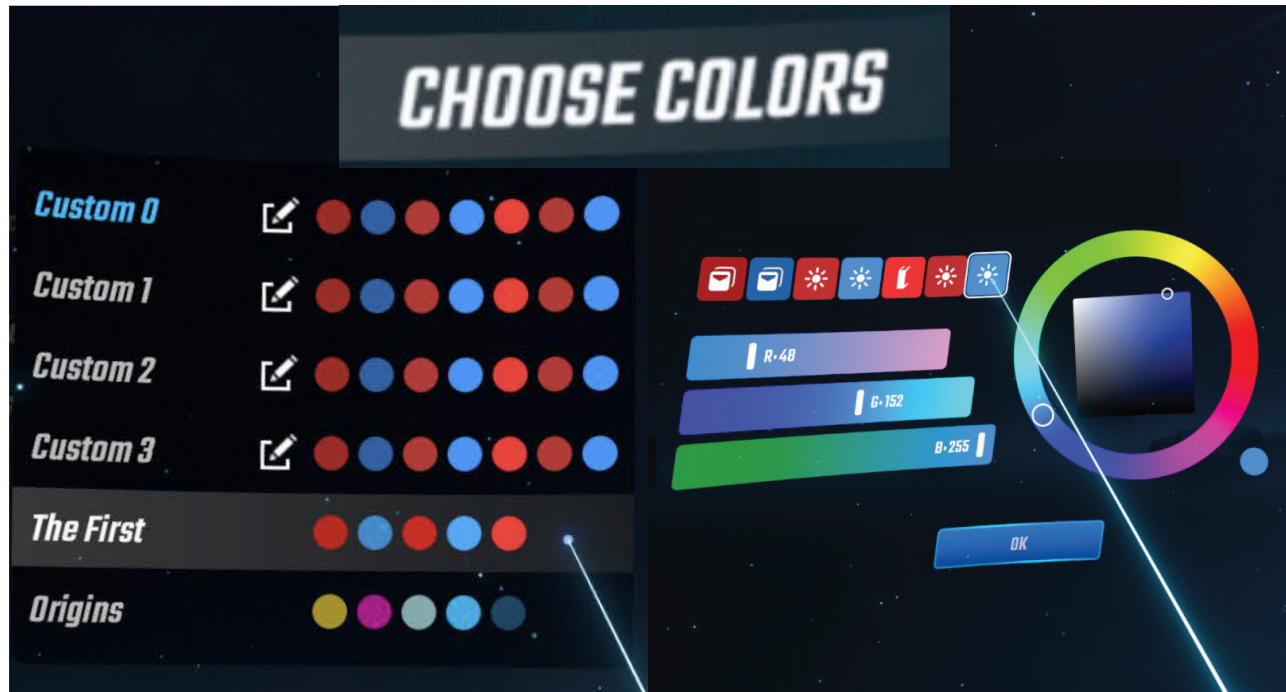 CHOOSE COLORS
Custom 0
Custom 1
Custom 2
Custom 3
The First
Origins
R•48
G•152
B•255
OK